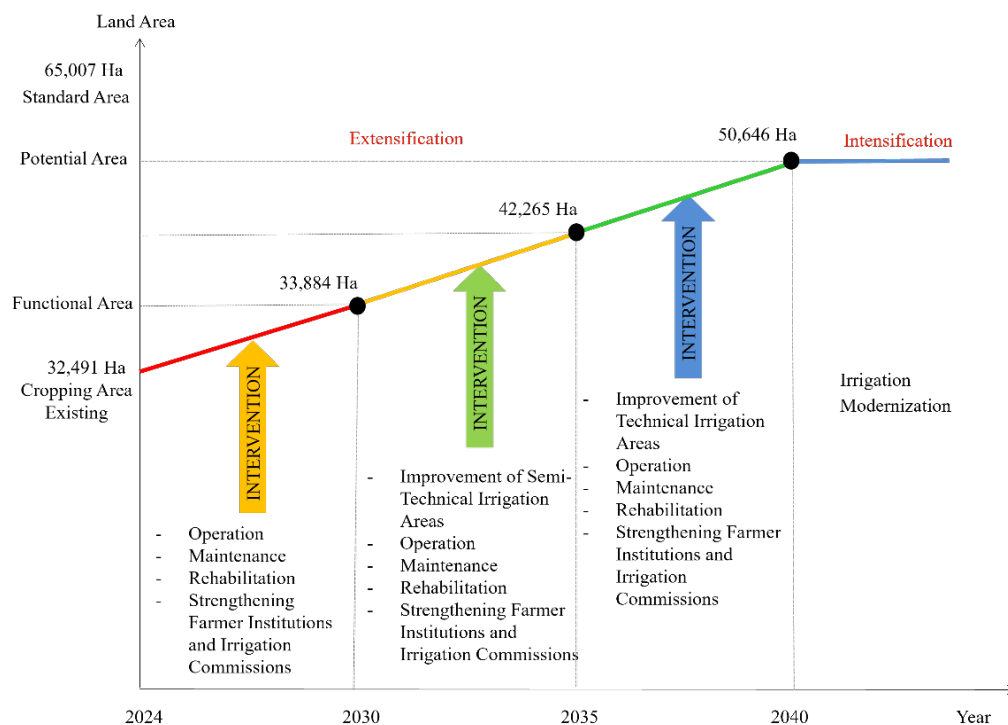 Land Area
65,007 Ha
Standard Area
Extensification
50,646 Ha
Intensification
Potential Area
42,265 Ha
33,884 Ha
Functional Area
32,491 Ha
Cropping Area
Existing
INTERVENTION
INTERVENTION
INTERVENTION
- Operation
- Maintenance
- Rehabilitation
- Strengthening
Farmer Institutions
and Irrigation
Commissions
- Improvement of Semi-
Technical Irrigation
Areas
- Operation
- Maintenance
- Rehabilitation
- Strengthening Farmer
Institutions and
Irrigation Commissions
- Improvement of
Technical Irrigation
Areas
- Operation
- Maintenance
- Rehabilitation
- Strengthening Farmer
Institutions and
Irrigation
Commissions
Irrigation
Modernization
2024
2030
2035
2040
Year